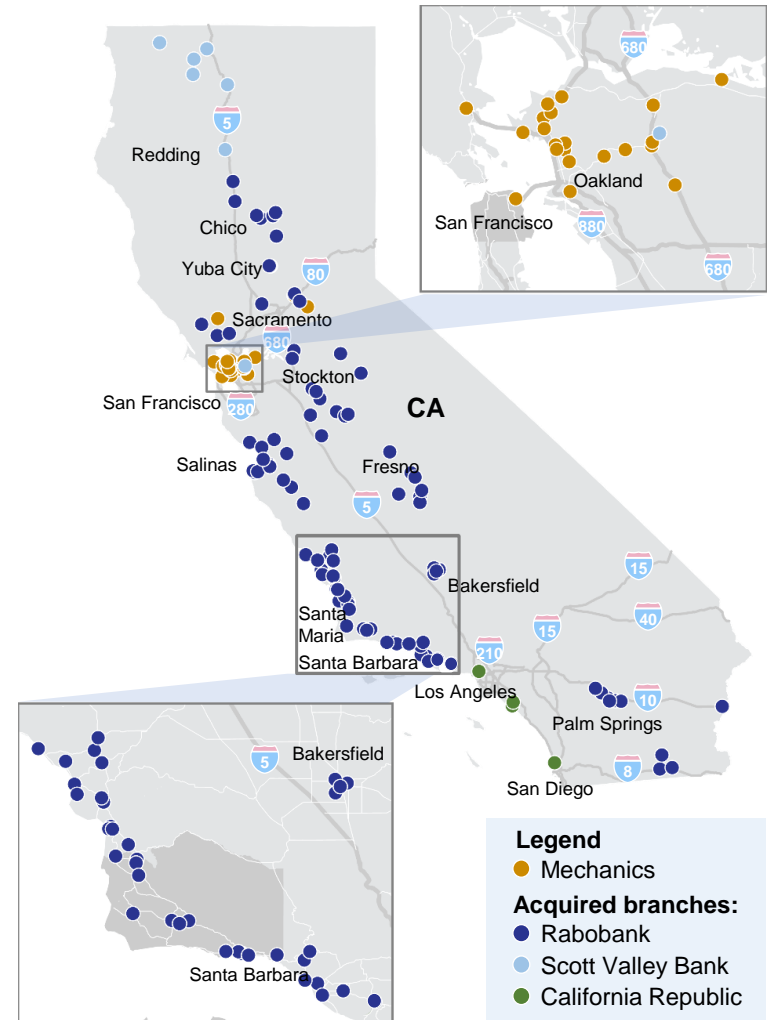 680
5
Redding
Oakland
Chico
San Francisco
880
Yuba City
80
680
Sacramento
680
Stockton
San Francisco
280
CA
Salinas
Fresno
5
15
Bakersfield
Santa
Maria
40
15
210
Santa Barbara
Los Angeles
10
Palm Springs
Bakersfield
5
8
San Diego
Legend
Mechanics
Acquired branches:
Rabobank
Scott Valley Bank
California Republic
Santa Barbara